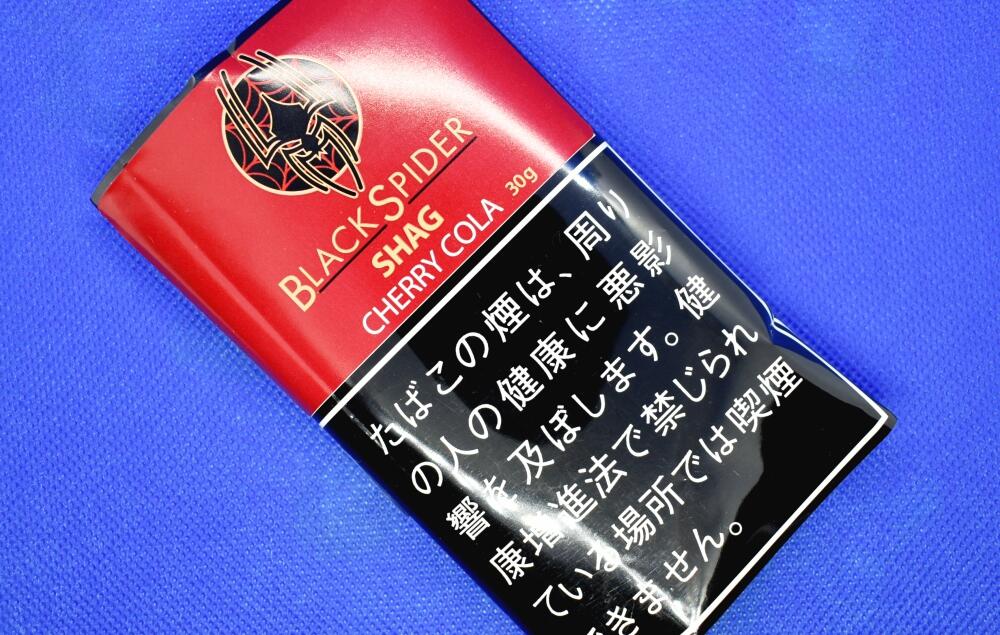 BLACK SPIDER
SHAG
CHERRY COLA 30g
たばこの煙は、周り
の人の健康に悪影
響を及ぼします。健
康増進法で禁じられ
ている場所では喫煙
できません。